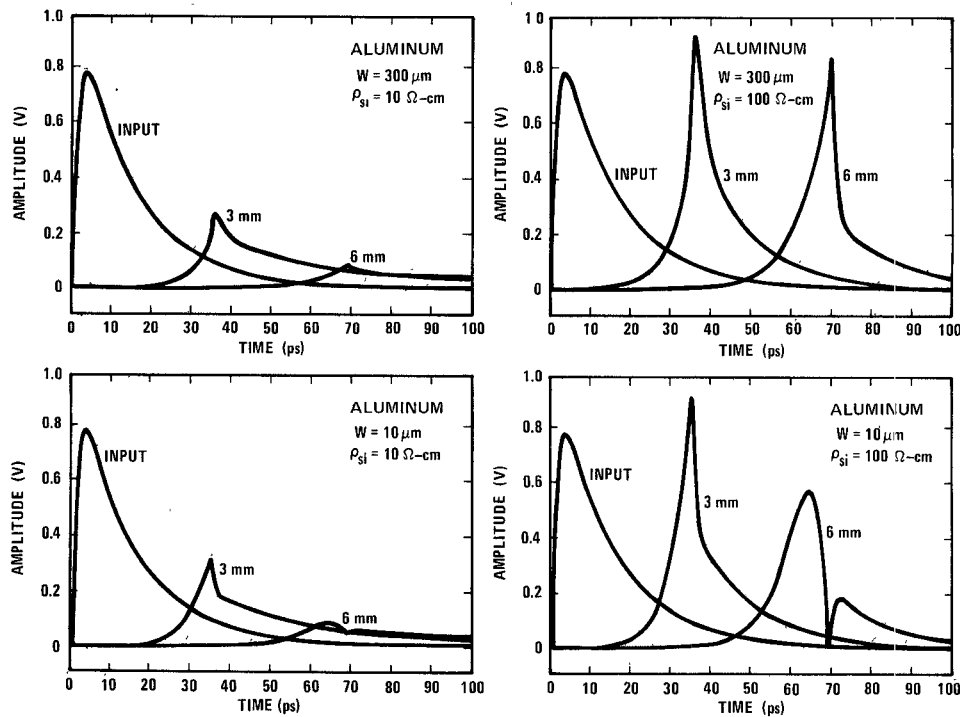 AMPLITUDE (V)
1.0
0.8
0.6
0.4
0.2
0
ALUMINUM
W = 300 μm
ρSi = 10 Ω-cm
INPUT
3 mm
6 mm
0 10 20 30 40 50 60 70 80 90 100
TIME (ps)
AMPLITUDE (V)
1.0
0.8
0.6
0.4
0.2
0
ALUMINUM
W = 300 μm
ρSi = 100 Ω-cm
INPUT
3 mm
6 mm
0 10 20 30 40 50 60 70 80 90 100
TIME (ps)
AMPLITUDE (V)
1.0
0.8
0.6
0.4
0.2
0
ALUMINUM
W = 10 μm
ρSi = 10 Ω-cm
INPUT
3 mm
6 mm
0 10 20 30 40 50 60 70 80 90 100
TIME (ps)
AMPLITUDE (V)
1.0
0.8
0.6
0.4
0.2
0
ALUMINUM
W = 10 μm
ρSi = 100 Ω-cm
INPUT
3 mm
6 mm
0 10 20 30 40 50 60 70 80 90 100
TIME (ps)